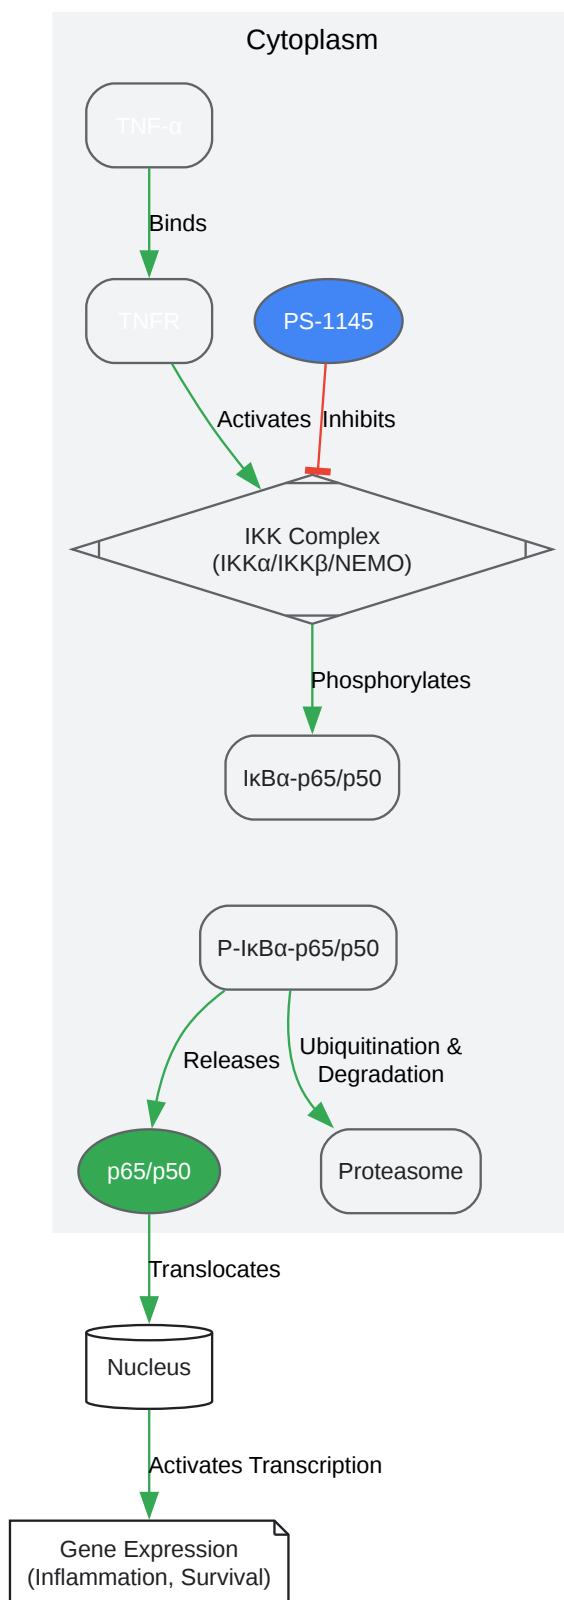 Cytoplasm
TNF-α
Binds
TNFR
PS-1145
Activates
Inhibits
IKK Complex
(IKKα/IKKβ/NEMO)
Phosphorylates
IκBα-p65/p50
P-IκBα-p65/p50
Releases
Ubiquitination &
Degradation
p65/p50
Proteasome
Translocates
Nucleus
Activates Transcription
Gene Expression
(Inflammation, Survival)